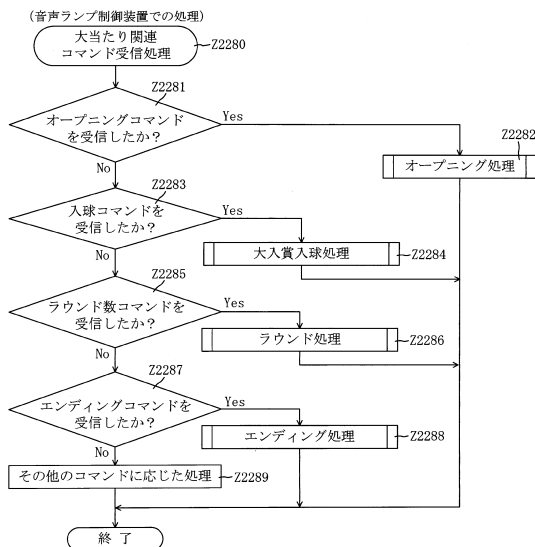 (音声ランプ制御装置での処理)
大当たり関連
コマンド受信処理
Z2280
Z2281
オープニングコマンド
を受信したか？
Yes
No
Z2282
オープニング処理
Z2283
入球コマンドを
受信したか？
Yes
No
大入賞入球処理
Z2284
Z2285
ラウンド数コマンドを
受信したか？
Yes
No
ラウンド処理
Z2286
Z2287
エンディングコマンドを
受信したか？
Yes
No
エンディング処理
Z2288
その他のコマンドに応じた処理
Z2289
終了